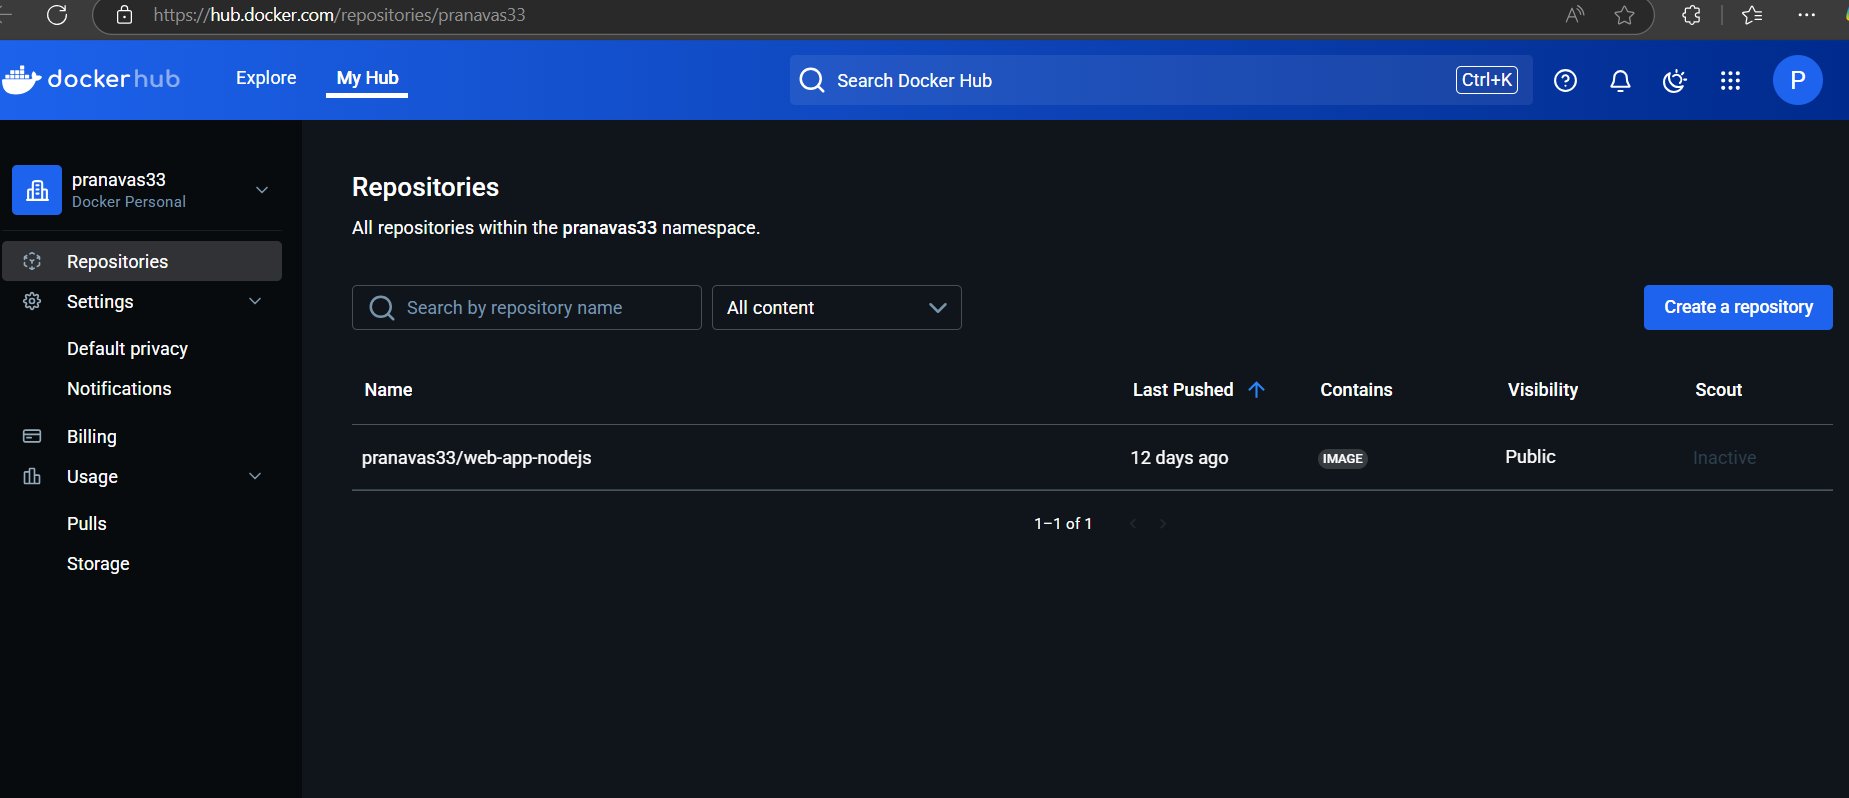 https://hub.docker.com/repositories/pranavas33
docker hub
Explore
My Hub
Search Docker Hub
Ctrl+K
P
pranavas33
Docker Personal
Repositories
Settings
Default privacy
Notifications
Billing
Usage
Pulls
Storage
Repositories
All repositories within the pranavas33 namespace.
Search by repository name
All content
Create a repository
Name Last Pushed Contains Visibility Scout
pranavas33/web-app-nodejs 12 days ago IMAGE Public Inactive
1–1 of 1